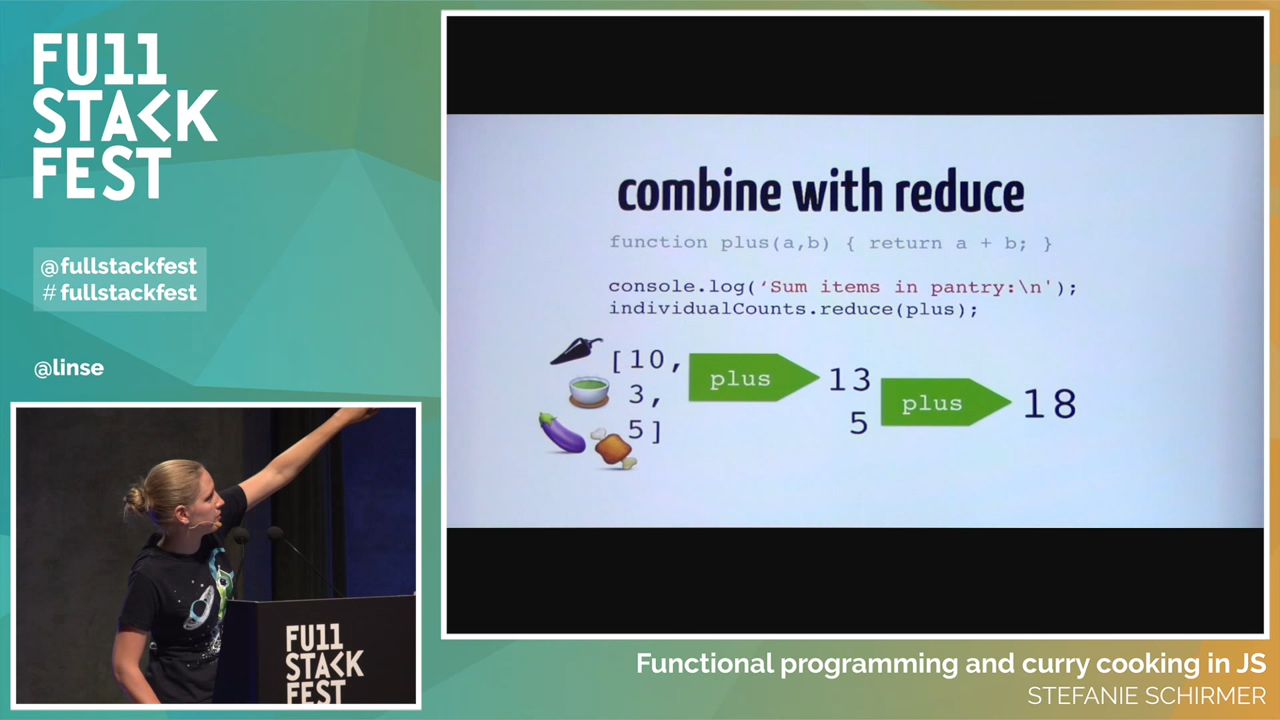 FU11
STACK
FEST
@fullstackfest
# fullstackfest
@linse
combine with reduce
function plus(a,b) { return a + b; }
console.log(‘Sum items in pantry:\n');
individualCounts.reduce(plus);
[10,
3,
5]
plus
13
5
plus
18
FU11
STACK
FEST
Functional programming and curry cooking in JS
STEFANIE SCHIRMER